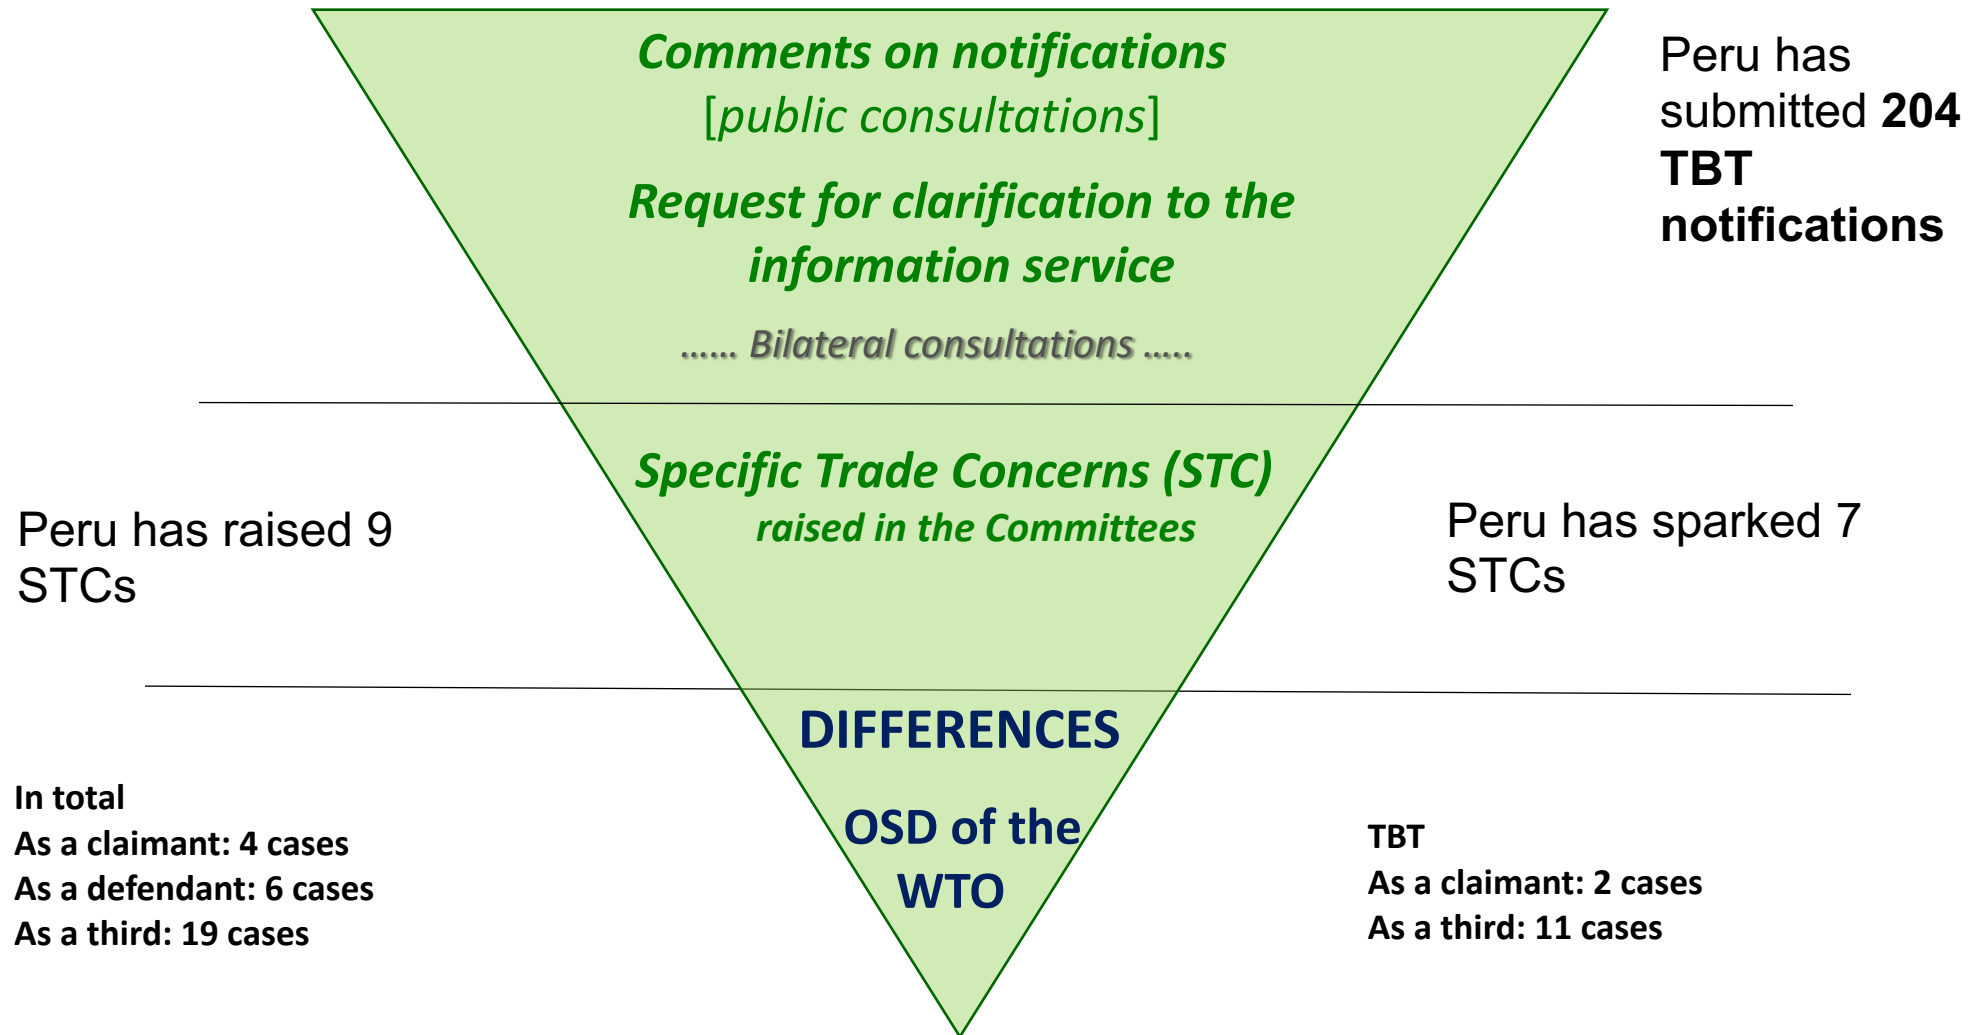 Comments on notifications
[public consultations]
Request for clarification to the
information service
...... Bilateral consultations .....
Peru has
submitted 204
TBT
notifications
Specific Trade Concerns (STC)
raised in the Committees
Peru has raised 9
STCs
Peru has sparked 7
STCs
DIFFERENCES
OSD of the
WTO
In total
As a claimant: 4 cases
As a defendant: 6 cases
As a third: 19 cases
TBT
As a claimant: 2 cases
As a third: 11 cases